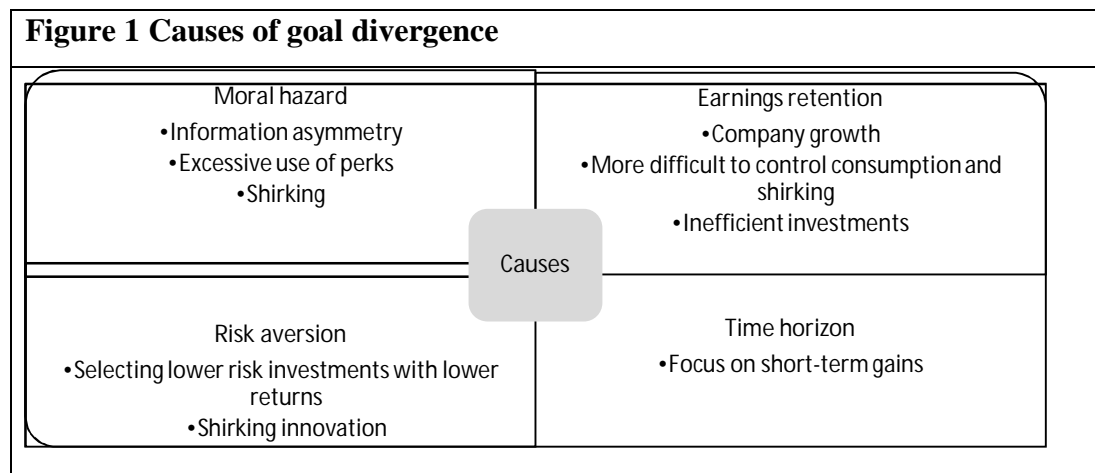 Figure 1 Causes of goal divergence
Moral hazard
•Information asymmetry
•Excessive use of perks
•Shirking
Earnings retention
•Company growth
•More difficult to control consumption and
shirking
•Inefficient investments
Causes
Risk aversion
•Selecting lower risk investments with lower
returns
•Shirking innovation
Time horizon
•Focus on short-term gains